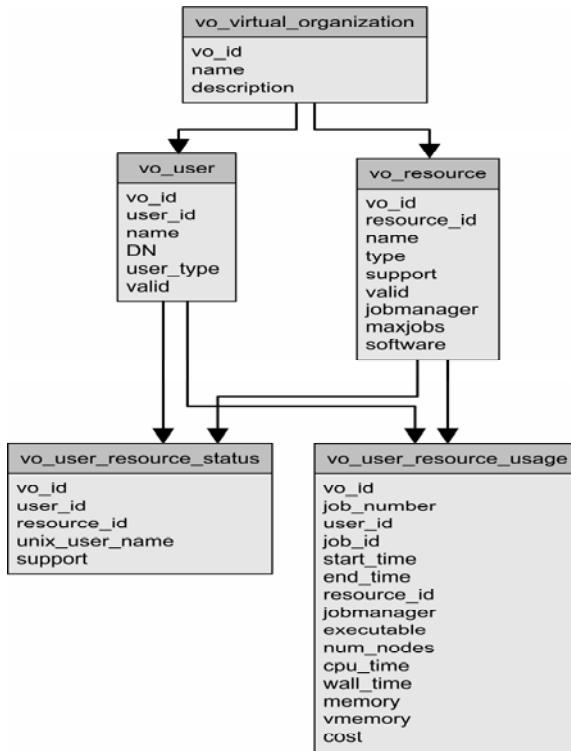 vo_virtual_organization
vo_id
name
description
vo_user
vo_id
user_id
name
DN
user_type
valid
vo_resource
vo_id
resource_id
name
type
support
valid
jobmanager
maxjobs
software
vo_user_resource_status
vo_id
user_id
resource_id
unix_user_name
support
vo_user_resource_usage
vo_id
job_number
user_id
job_id
start_time
end_time
resource_id
jobmanager
executable
num_nodes
cpu_time
wall_time
memory
vmemory
cost